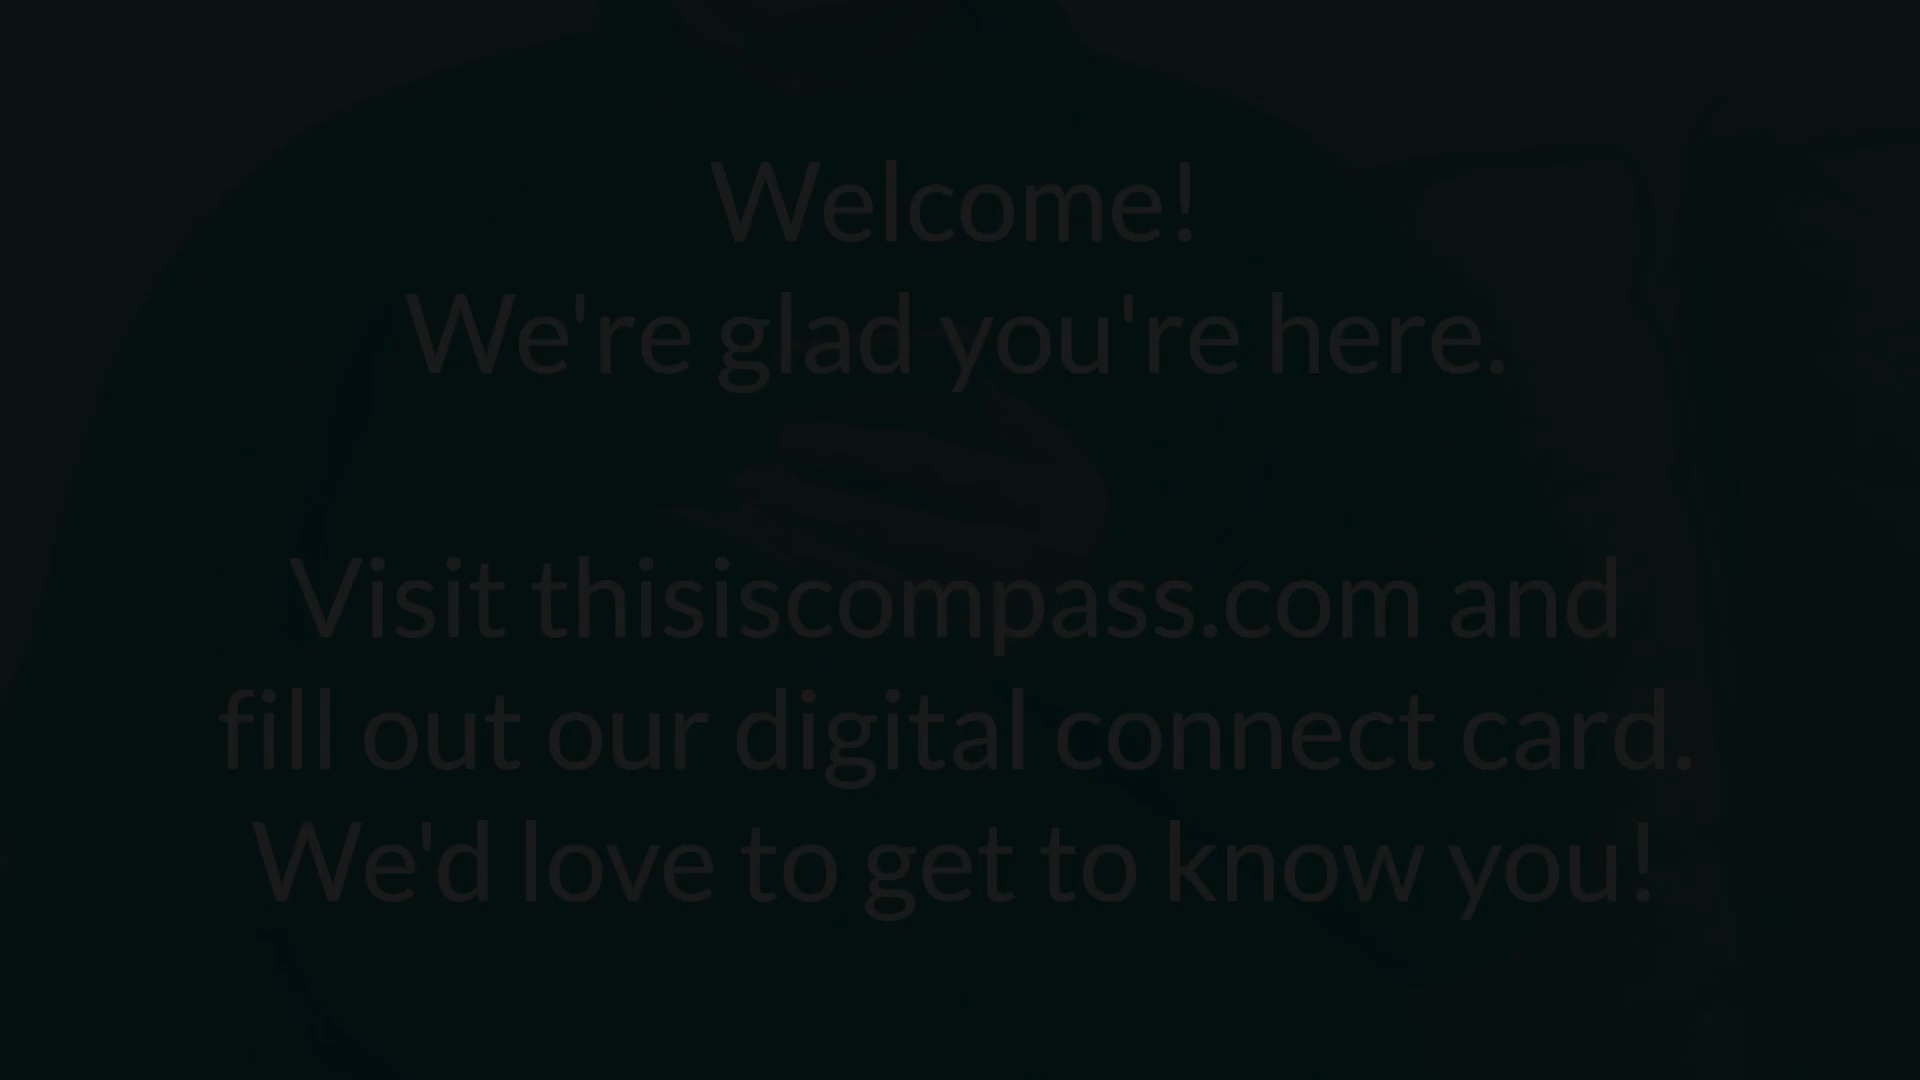 Welcome!
We're glad you're here.
Visit thisiscompass.com and
fill out our digital connect card.
We'd love to get to know you!